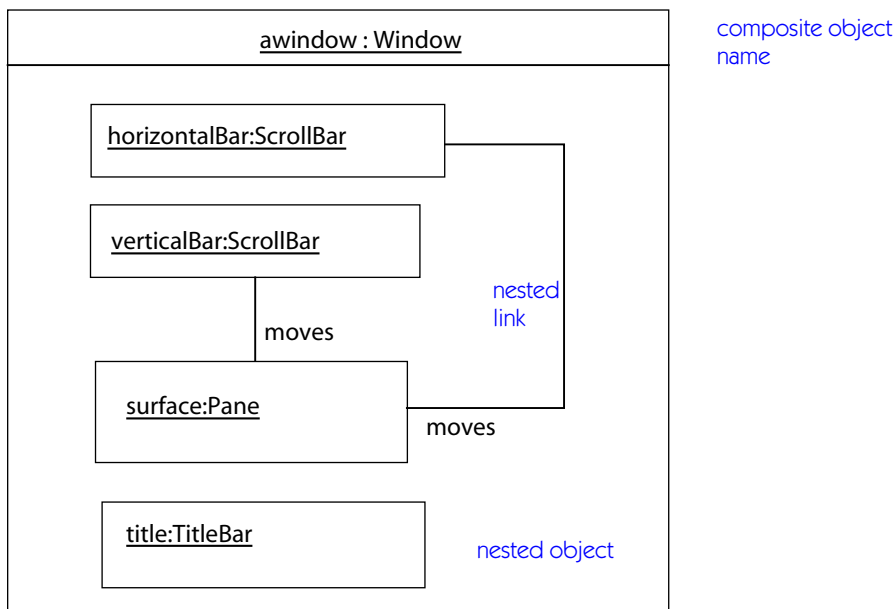 awindow : Window
composite object
name
horizontalBar:ScrollBar
verticalBar:ScrollBar
nested
link
moves
surface:Pane
moves
title:TitleBar
nested object